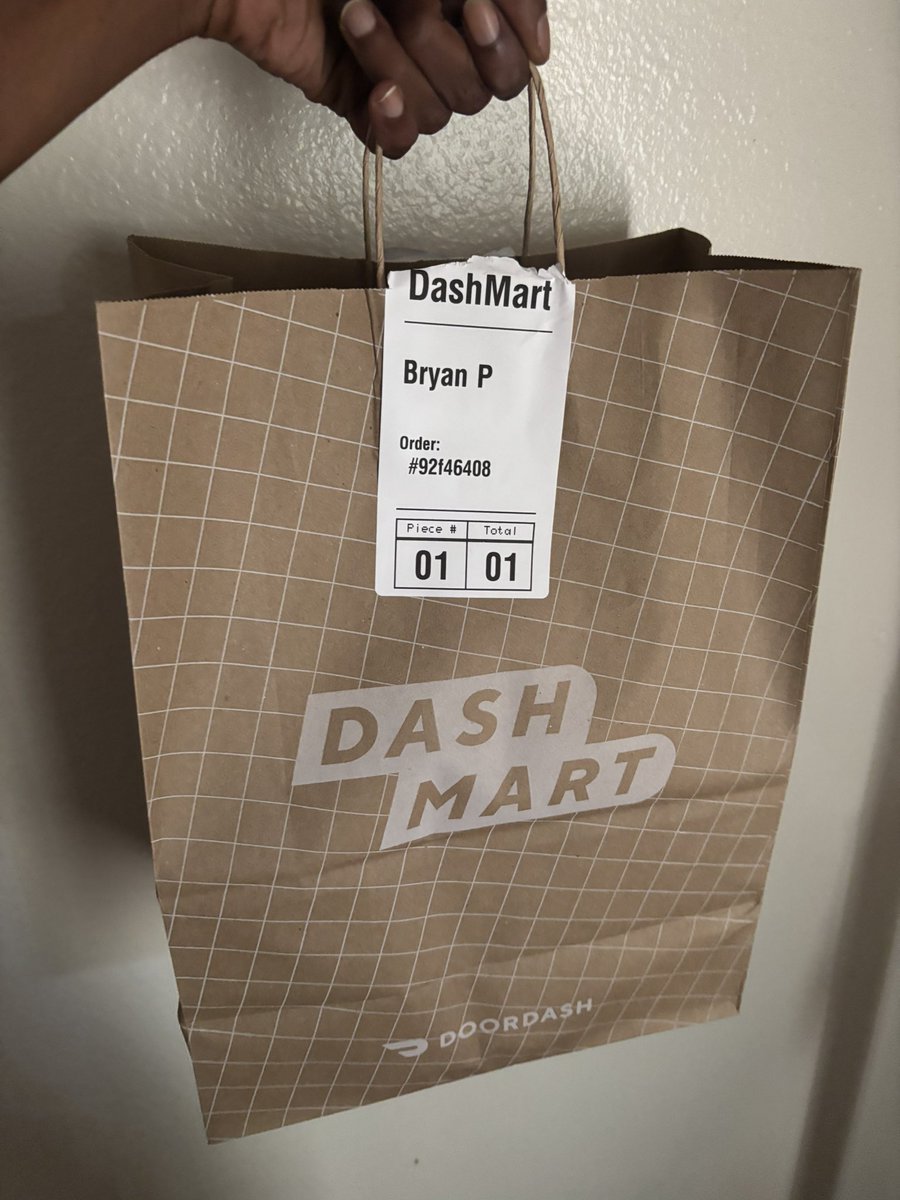 DashMart
Bryan P
Order:
#92f46408
Piece # Total
01 01
DASH
MART
DOORDASH